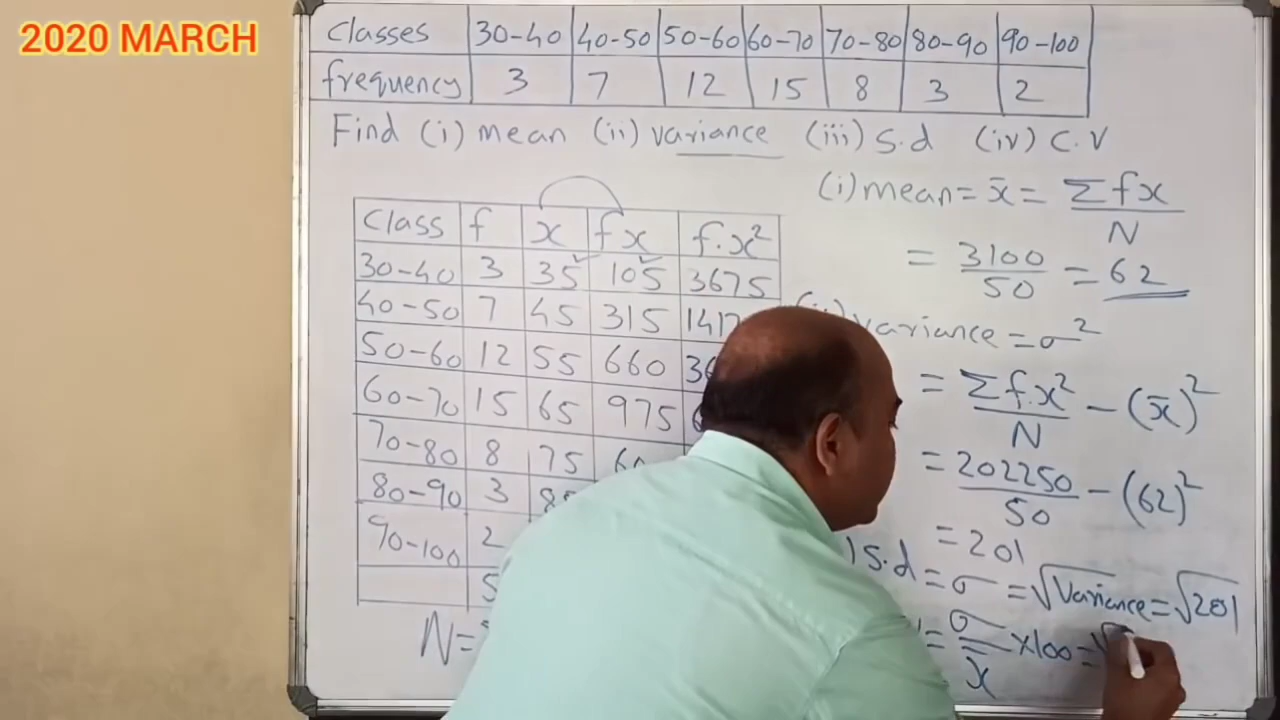 2020 MARCH
Classes 30-40 40-50 50-60 60-70 70-80 80-90 90-100
frequency 3 7 12 15 8 3 2
Find (i) mean (ii) variance (iii) S.d (iv) C.V
(i) mean = x̄ = Σfx / N
= 3100 / 50 = 62
variance = σ²
= Σf.x² / N - (x̄)²
= 202250 / 50 - (62)²
= 201
S.d = σ = √Variance = √201
= σ / x̄ ×100 =
Class f x fx f.x²
30-40 3 35 105 3675
40-50 7 45 315
50-60 12 55 660
60-70 15 65 975
70-80 8 75
80-90 3
90-100 2
N=